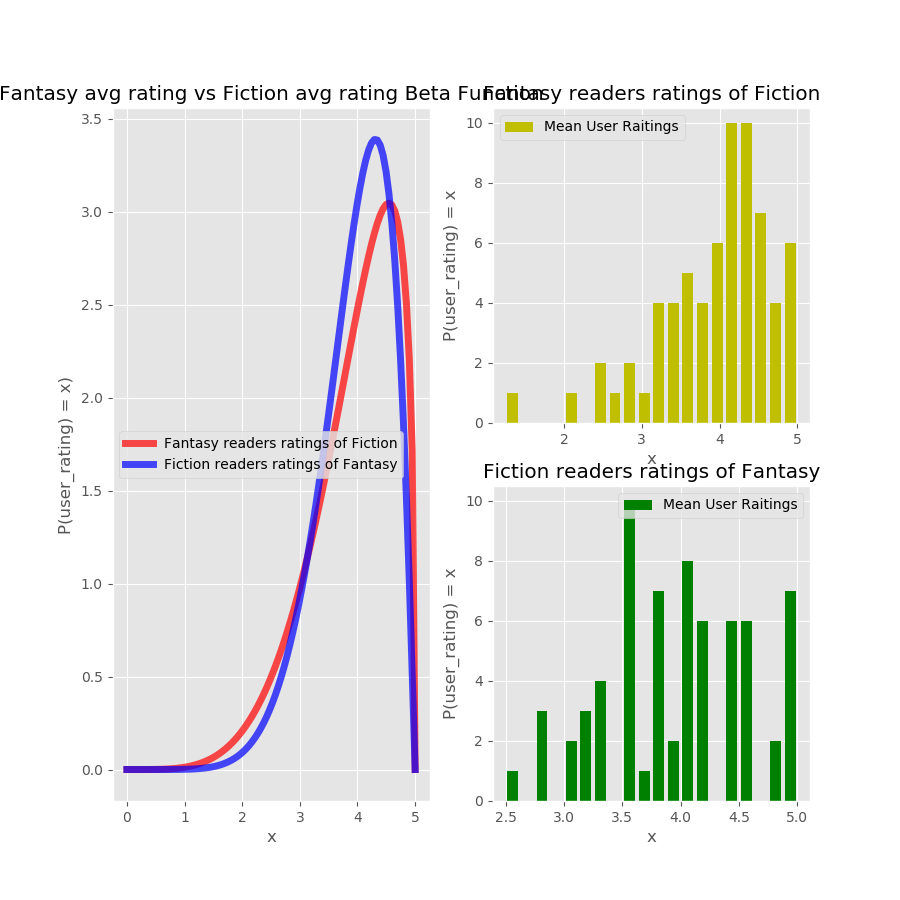 Fantasy avg rating vs Fiction avg rating Beta Function
3.5
3.0
2.5
2.0
1.5
1.0
0.5
0.0
P(user_rating) = x)
Fantasy readers ratings of Fiction
Fiction readers ratings of Fantasy
0 1 2 3 4 5
x
Fantasy readers ratings of Fiction
Mean User Raitings
10
8
6
4
2
0
P(user_rating) = x
2 3 4 5
x
Fiction readers ratings of Fantasy
Mean User Raitings
10
8
6
4
2
0
P(user_rating) = x
2.5 3.0 3.5 4.0 4.5 5.0
x